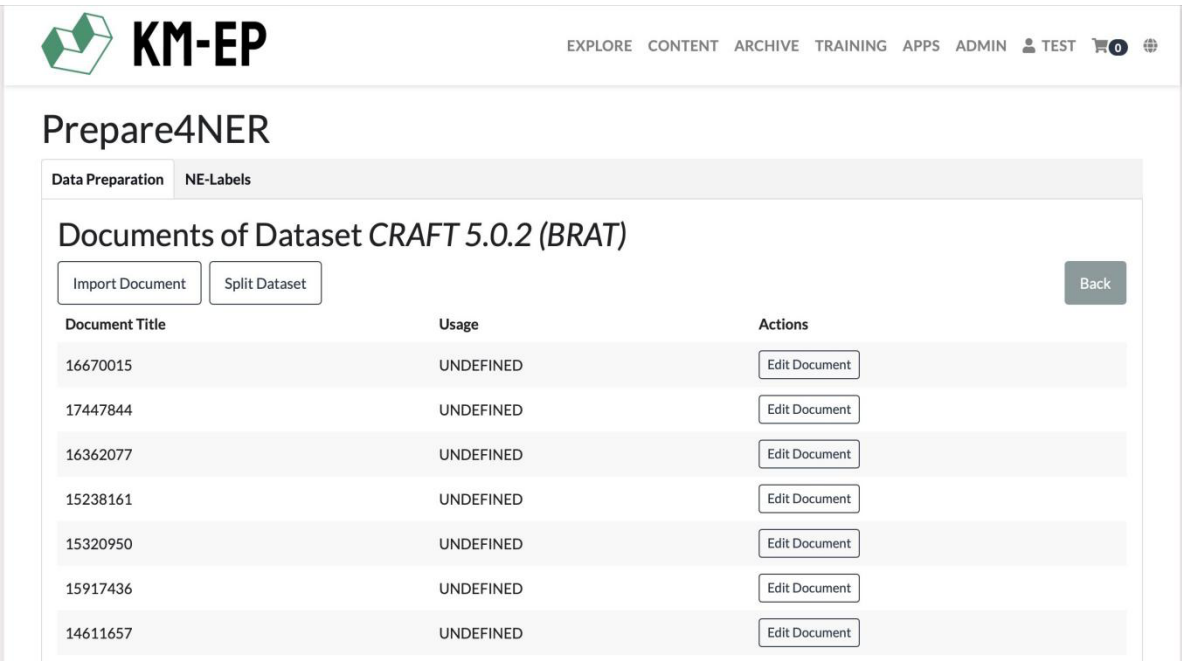 KM-EP
EXPLORE CONTENT ARCHIVE TRAINING APPS ADMIN TEST 0
Prepare4NER
Data Preparation NE-Labels
Documents of Dataset CRAFT 5.0.2 (BRAT)
Import Document Split Dataset Back
Document Title Usage Actions
16670015 UNDEFINED Edit Document
17447844 UNDEFINED Edit Document
16362077 UNDEFINED Edit Document
15238161 UNDEFINED Edit Document
15320950 UNDEFINED Edit Document
15917436 UNDEFINED Edit Document
14611657 UNDEFINED Edit Document